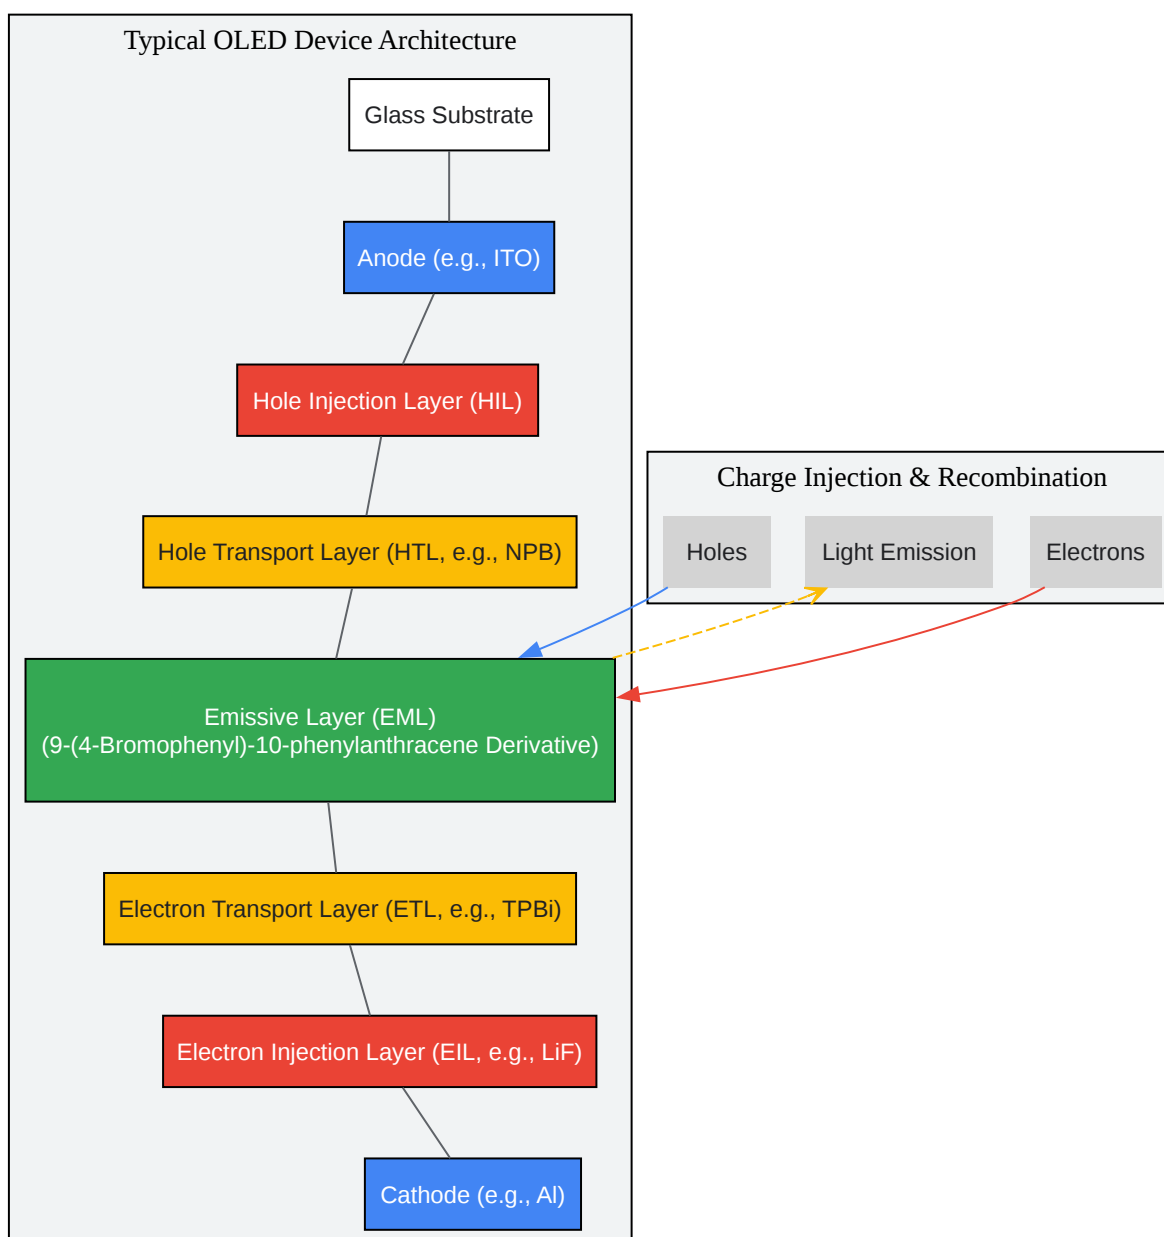 Typical OLED Device Architecture
Glass Substrate
Anode (e.g., ITO)
Hole Injection Layer (HIL)
Hole Transport Layer (HTL, e.g., NPB)
Emissive Layer (EML)
(9-(4-Bromophenyl)-10-phenylanthracene Derivative)
Electron Transport Layer (ETL, e.g., TPBi)
Electron Injection Layer (EIL, e.g., LiF)
Cathode (e.g., Al)
Charge Injection & Recombination
Holes
Light Emission
Electrons